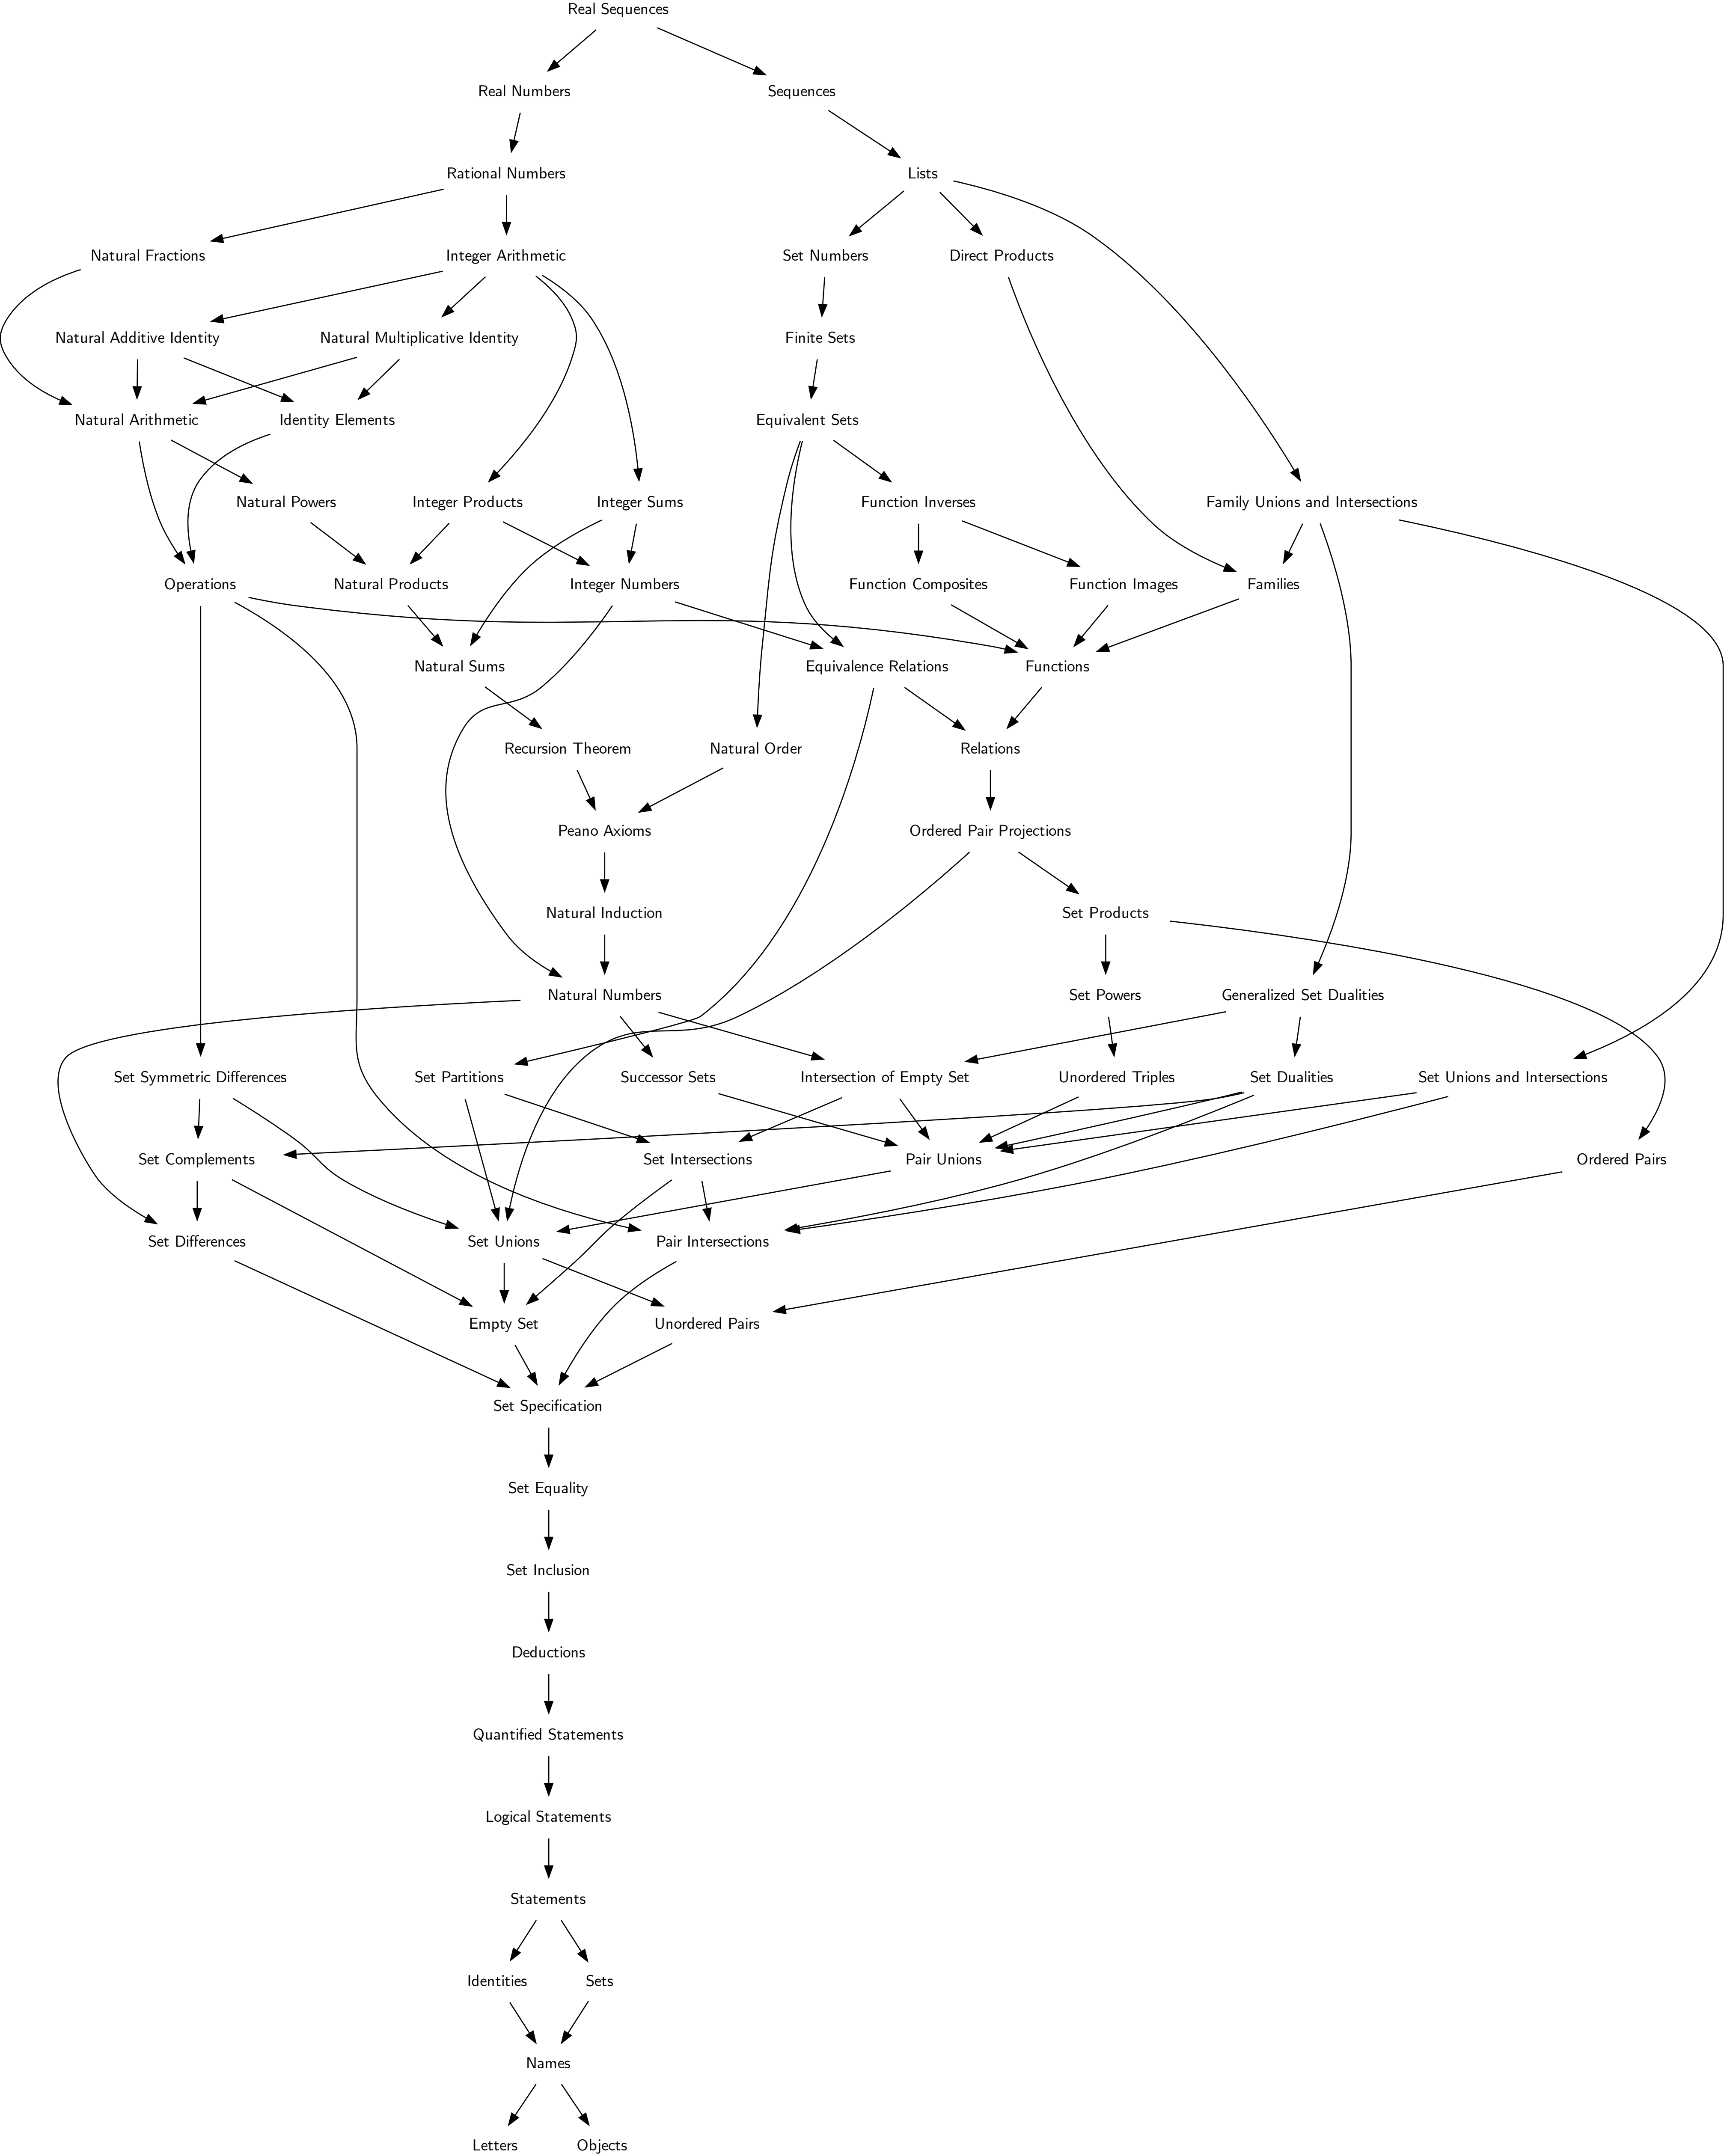 Real Sequences
Real Numbers
Sequences
Rational Numbers
Lists
Natural Fractions
Integer Arithmetic
Set Numbers
Direct Products
Natural Additive Identity
Natural Multiplicative Identity
Finite Sets
Natural Arithmetic
Identity Elements
Equivalent Sets
Natural Powers
Integer Products
Integer Sums
Function Inverses
Family Unions and Intersections
Operations
Natural Products
Integer Numbers
Function Composites
Function Images
Families
Natural Sums
Equivalence Relations
Functions
Recursion Theorem
Natural Order
Relations
Peano Axioms
Ordered Pair Projections
Natural Induction
Set Products
Natural Numbers
Set Powers
Generalized Set Dualities
Set Symmetric Differences
Set Partitions
Successor Sets
Intersection of Empty Set
Unordered Triples
Set Dualities
Set Unions and Intersections
Set Complements
Set Intersections
Pair Unions
Ordered Pairs
Set Differences
Set Unions
Pair Intersections
Empty Set
Unordered Pairs
Set Specification
Set Equality
Set Inclusion
Deductions
Quantified Statements
Logical Statements
Statements
Identities
Sets
Names
Letters
Objects